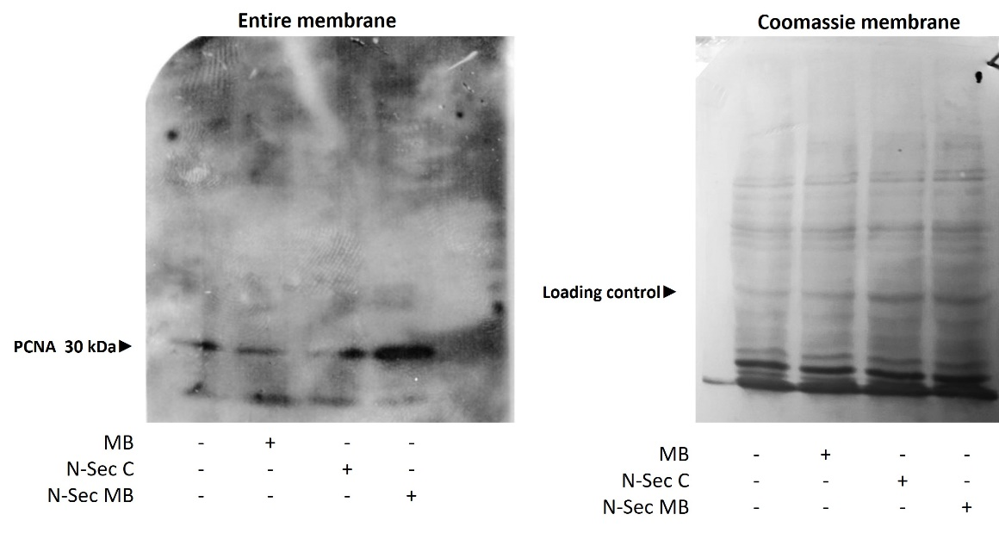 Entire membrane
Coomassie membrane
Loading control
PCNA 30 kDa
MB - + - -
N-Sec C - - + -
N-Sec MB - - - +
MB - + - -
N-Sec C - - + -
N-Sec MB - - - +